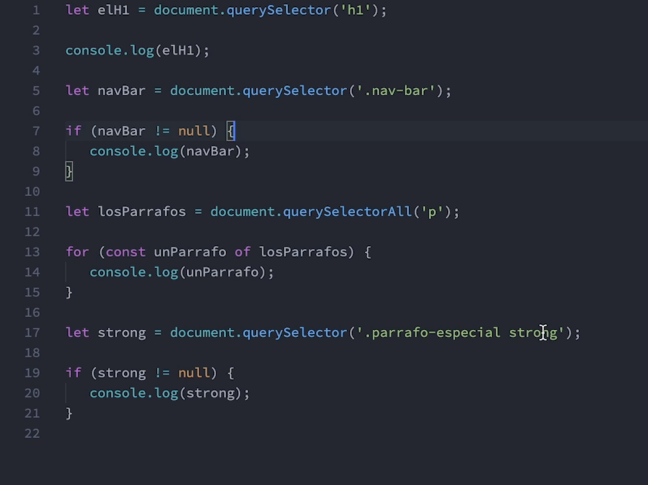 1 let elH1 = document.querySelector('h1');
2
3 console.log(elH1);
4
5 let navBar = document.querySelector('.nav-bar');
6
7 if (navBar != null) {
8 console.log(navBar);
9 }
10
11 let losParrafos = document.querySelectorAll('p');
12
13 for (const unParrafo of losParrafos) {
14 console.log(unParrafo);
15 }
16
17 let strong = document.querySelector('.parrafo-especial strong');
18
19 if (strong != null) {
20 console.log(strong);
21 }
22